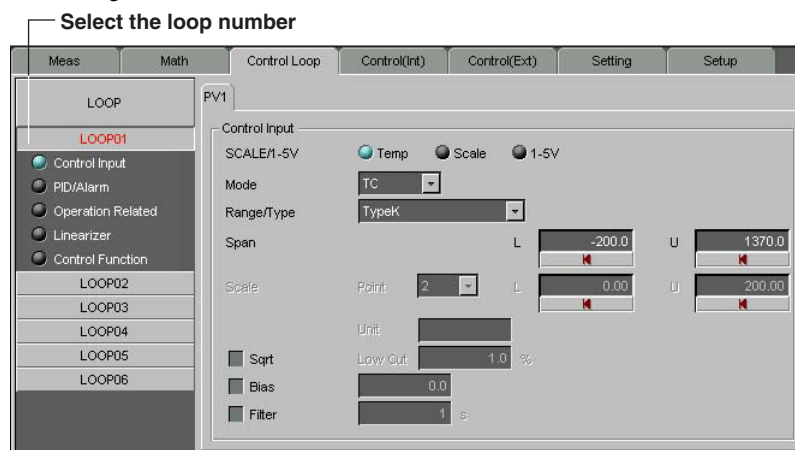 Select the loop number
Meas Math Control Loop Control(Int) Control(Ext) Setting Setup
LOOP
PV1
LOOP01
Control Input
PID/Alarm
Operation Related
Linearizer
Control Function
LOOP02
LOOP03
LOOP04
LOOP05
LOOP06
Control Input
SCALE/1-5V Temp Scale 1-5V
Mode TC
Range/Type TypeK
Span L -200.0 U 1370.0
Scale Point 2 L 0.00 U 200.00
Unit
Sqrt Low Cut 1.0 %
Bias 0.0
Filter 1 s